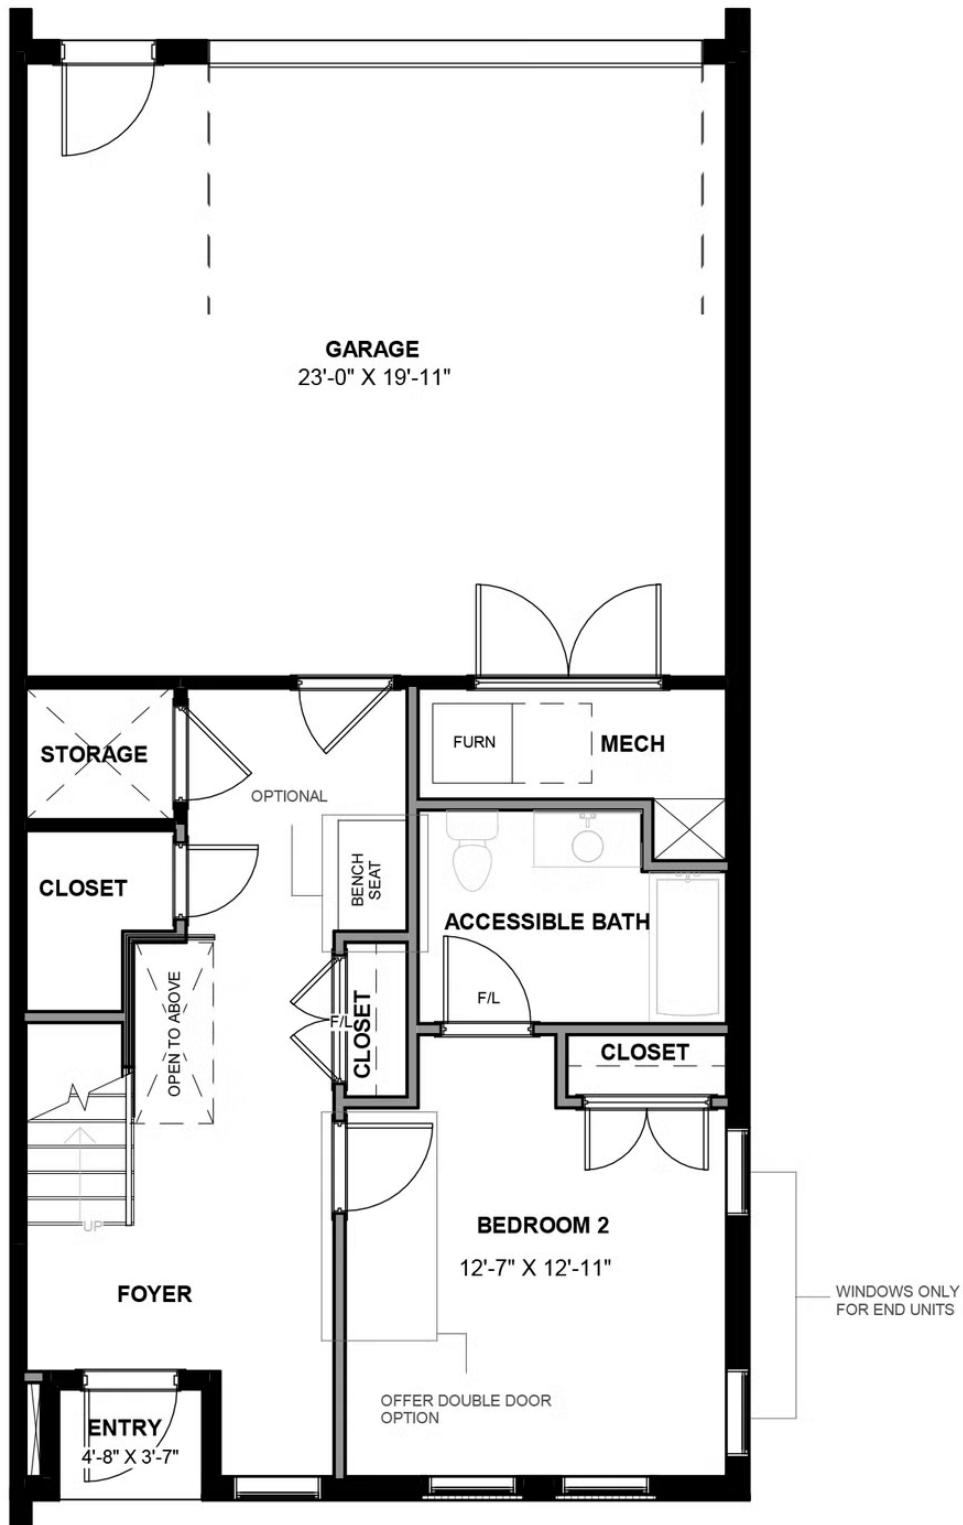 GARAGE
23'-0" X 19'-11"
STORAGE
FURN
MECH
OPTIONAL
BENCH
SEAT
CLOSET
ACCESSIBLE BATH
F/L
OPEN TO ABOVE
F/L
CLOSET
CLOSET
UP
BEDROOM 2
12'-7" X 12'-11"
FOYER
WINDOWS ONLY
FOR END UNITS
OFFER DOUBLE DOOR
OPTION
ENTRY
4'-8" X 3'-7"